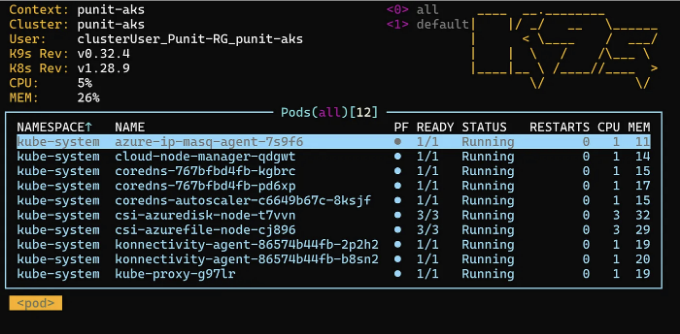 Context: punit-aks
<0> all
Cluster: punit-aks
<1> default
User: clusterUser_Punit-RG_punit-aks
K9s Rev: v0.32.4
K8s Rev: v1.28.9
CPU: 5%
MEM: 26%
Pods(all)[12]
NAMESPACE↑ NAME PF READY STATUS RESTARTS CPU MEM
kube-system azure-ip-masq-agent-7s9f6 ● 1/1 Running 0 1 11
kube-system cloud-node-manager-qdgwt ● 1/1 Running 0 1 14
kube-system coredns-767bfbd4fb-kgbrc ● 1/1 Running 0 1 15
kube-system coredns-767bfbd4fb-pd6xp ● 1/1 Running 0 1 17
kube-system coredns-autoscaler-c6649b67c-8ksjf ● 1/1 Running 0 1 15
kube-system csi-azuredisk-node-t7vvn ● 3/3 Running 0 3 32
kube-system csi-azurefile-node-cj896 ● 3/3 Running 0 3 29
kube-system konnectivity-agent-86574b44fb-2p2h2 ● 1/1 Running 0 1 19
kube-system konnectivity-agent-86574b44fb-b8sn2 ● 1/1 Running 0 1 20
kube-system kube-proxy-g97lr ● 1/1 Running 0 1 19
<pod>